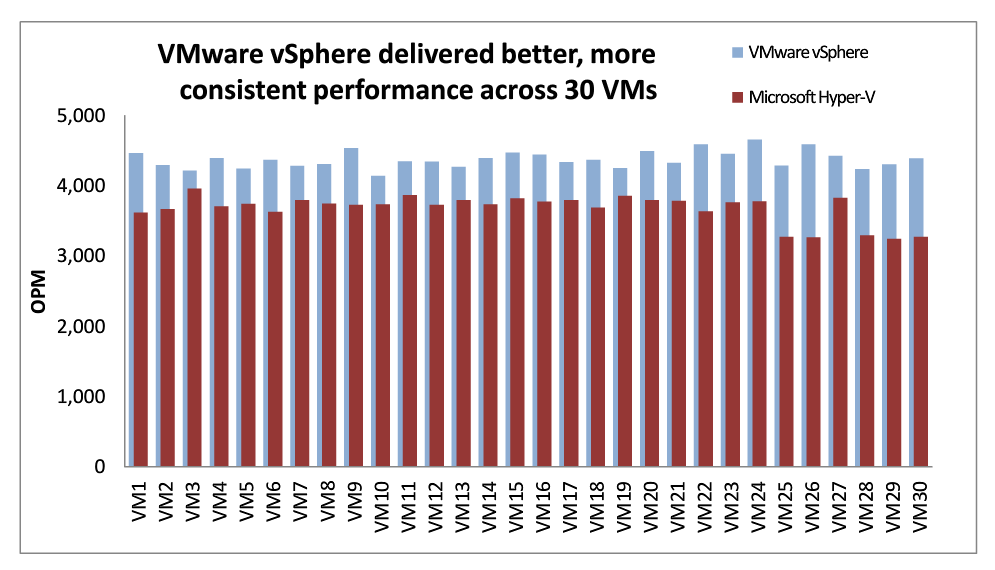 VMware vSphere delivered better, more
consistent performance across 30 VMs
VMware vSphere
Microsoft Hyper-V
5,000
4,000
3,000
2,000
1,000
0
OPM
VM1
VM2
VM3
VM4
VM5
VM6
VM7
VM8
VM9
VM10
VM11
VM12
VM13
VM14
VM15
VM16
VM17
VM18
VM19
VM20
VM21
VM22
VM23
VM24
VM25
VM26
VM27
VM28
VM29
VM30